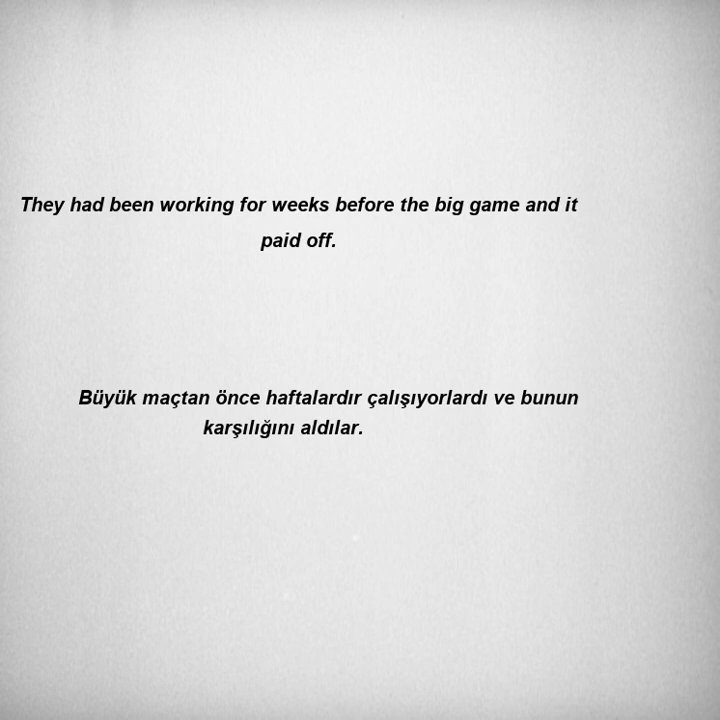 They had been working for weeks before the big game and it
paid off.
Büyük maçtan önce haftalardır çalışıyorlardı ve bunun
karşılığını aldılar.